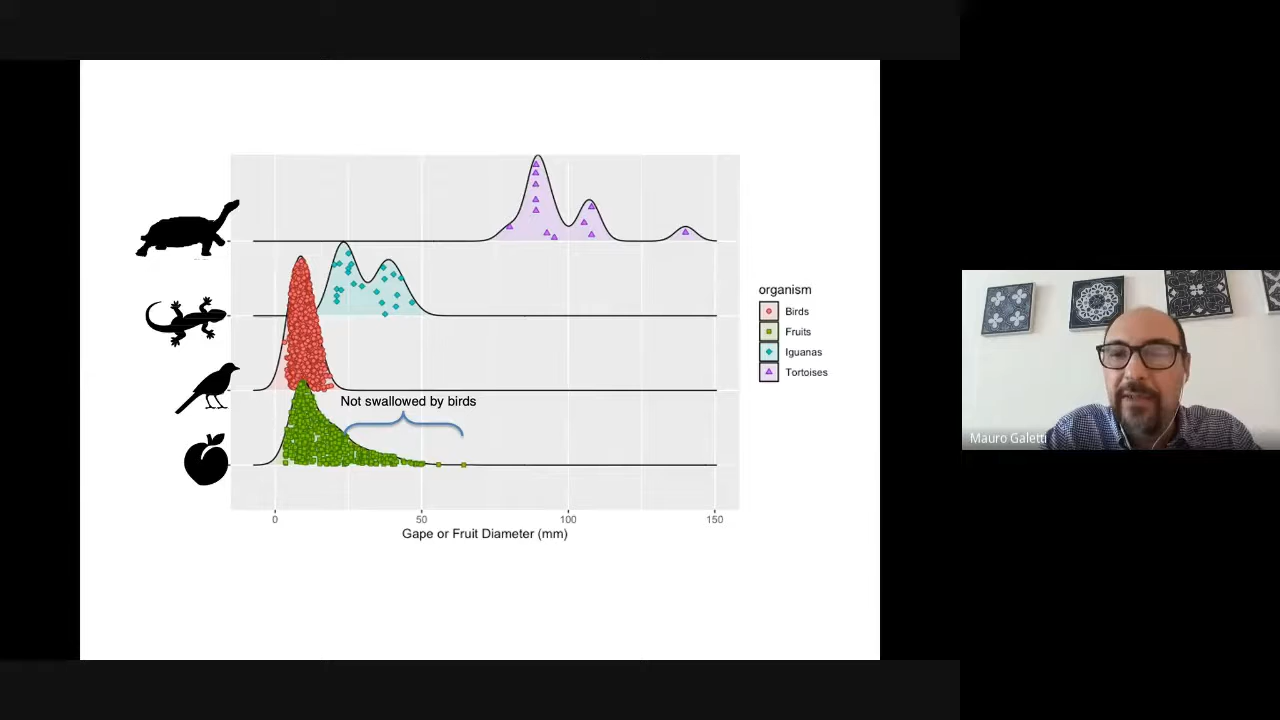 organism
Birds
Fruits
Iguanas
Tortoises
Not swallowed by birds
0 50 100 150
Gape or Fruit Diameter (mm)
Mauro Galetti